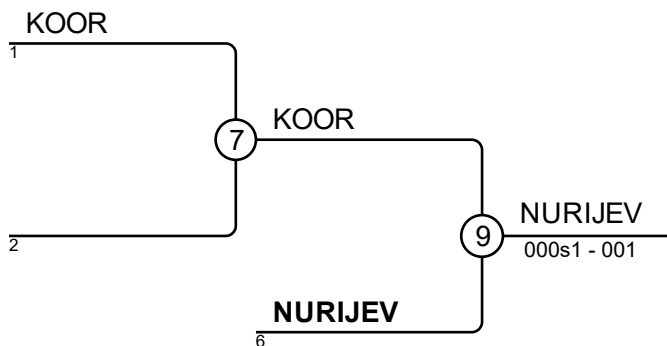 KOOR
1
7
KOOR
2
9
NURIJEV
000s1 - 001
NURIJEV
6